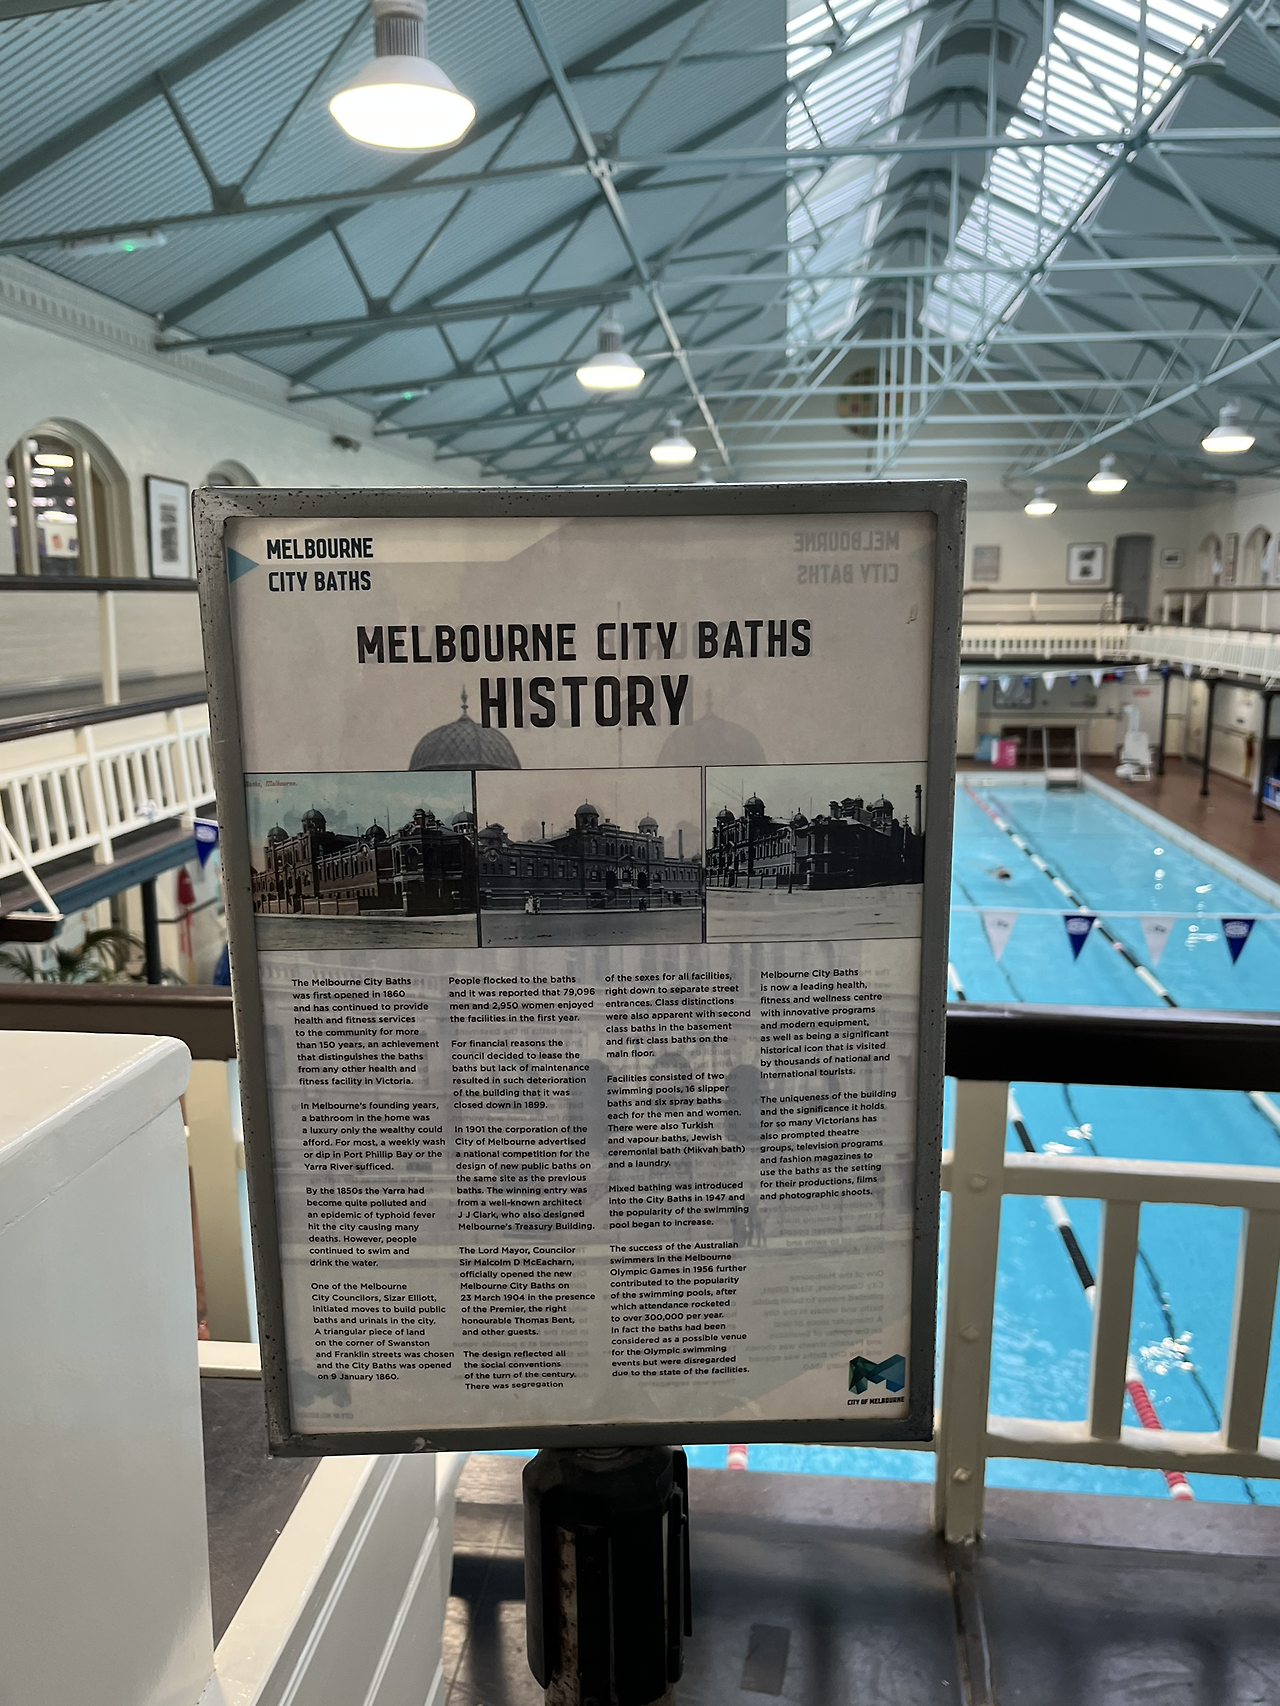 MELBOURNE
CITY BATHS
MELBOURNE
CITY BATHS
MELBOURNE CITY BATHS
HISTORY
Melbourne.
The Melbourne City Baths
was first opened in 1860
and has continued to provide
health and fitness services
to the community for more
than 150 years, an achievement
that distinguishes the baths
from any other health and
fitness facility in Victoria.
In Melbourne's founding years,
a bathroom in the home was
a luxury only the wealthy could
afford. For most, a weekly wash
or dip in Port Phillip Bay or the
Yarra River sufficed.
By the 1850s the Yarra had
become quite polluted and
an epidemic of typhoid fever
hit the city causing many
deaths. However, people
continued to swim and
drink the water.
One of the Melbourne
City Councilors, Sizar Elliott,
initiated moves to build public
baths and urinals in the city.
A triangular piece of land
on the corner of Swanston
and Franklin streets was chosen
and the City Baths was opened
on 9 January 1860.
People flocked to the baths
and it was reported that 79,096
men and 2,950 women enjoyed
the facilities in the first year.
For financial reasons the
council decided to lease the
baths but lack of maintenance
resulted in such deterioration
of the building that it was
closed down in 1899.
In 1901 the corporation of the
City of Melbourne advertised
a national competition for the
design of new public baths on
the same site as the previous
baths. The winning entry was
from a well-known architect
J J Clark, who also designed
Melbourne's Treasury Building.
The Lord Mayor, Councilor
Sir Malcolm D McEacharn,
officially opened the new
Melbourne City Baths on
23 March 1904 in the presence
of the Premier, the right
honourable Thomas Bent,
and other guests.
The design reflected all
the social conventions
of the turn of the century.
There was segregation
of the sexes for all facilities,
right down to separate street
entrances. Class distinctions
were also apparent with second
class baths in the basement
and first class baths on the
main floor.
Facilities consisted of two
swimming pools, 16 slipper
baths and six spray baths
each for the men and women.
There were also Turkish
and vapour baths, Jewish
ceremonial bath (Mikvah bath)
and a laundry.
Mixed bathing was introduced
into the City Baths in 1947 and
the popularity of the swimming
pool began to increase.
The success of the Australian
swimmers in the Melbourne
Olympic Games in 1956 further
contributed to the popularity
of the swimming pools, after
which attendance rocketed
to over 300,000 per year.
In fact the baths had been
considered as a possible venue
for the Olympic swimming
events but were disregarded
due to the state of the facilities.
Melbourne City Baths
is now a leading health,
fitness and wellness centre
with innovative programs
and modern equipment,
as well as being a significant
historical icon that is visited
by thousands of national and
international tourists.
The uniqueness of the building
and the significance it holds
for so many Victorians has
also prompted theatre
groups, television programs
and fashion magazines to
use the baths as the setting
for their productions, films
and photographic shoots.
CITY OF MELBOURNE